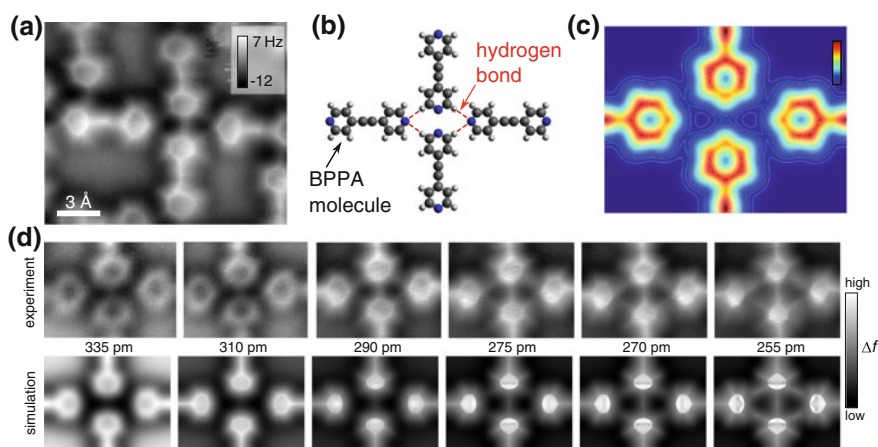 (a)
7 Hz
-12
3 Å
(b)
hydrogen
bond
BPPA
molecule
(c)
(d)
experiment
335 pm
310 pm
290 pm
275 pm
270 pm
255 pm
simulation
high
Δf
low